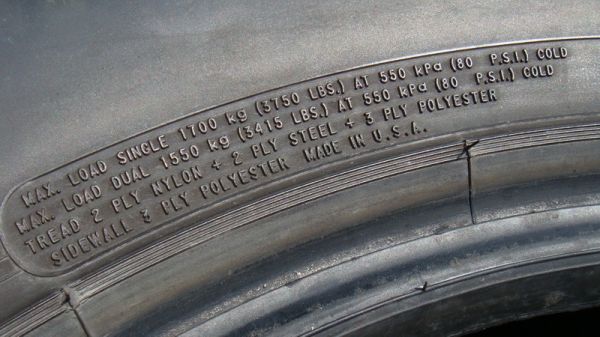 MAX. LOAD SINGLE 1700 kg (3750 LBS.) AT 550 kPa (80 P.S.I.) COLD
MAX. LOAD DUAL 1550 kg (3415 LBS.) AT 550 kPa (80 P.S.I.) COLD
TREAD 2 PLY NYLON + 2 PLY STEEL + 3 PLY POLYESTER
SIDEWALL 3 PLY POLYESTER MADE IN U.S.A.